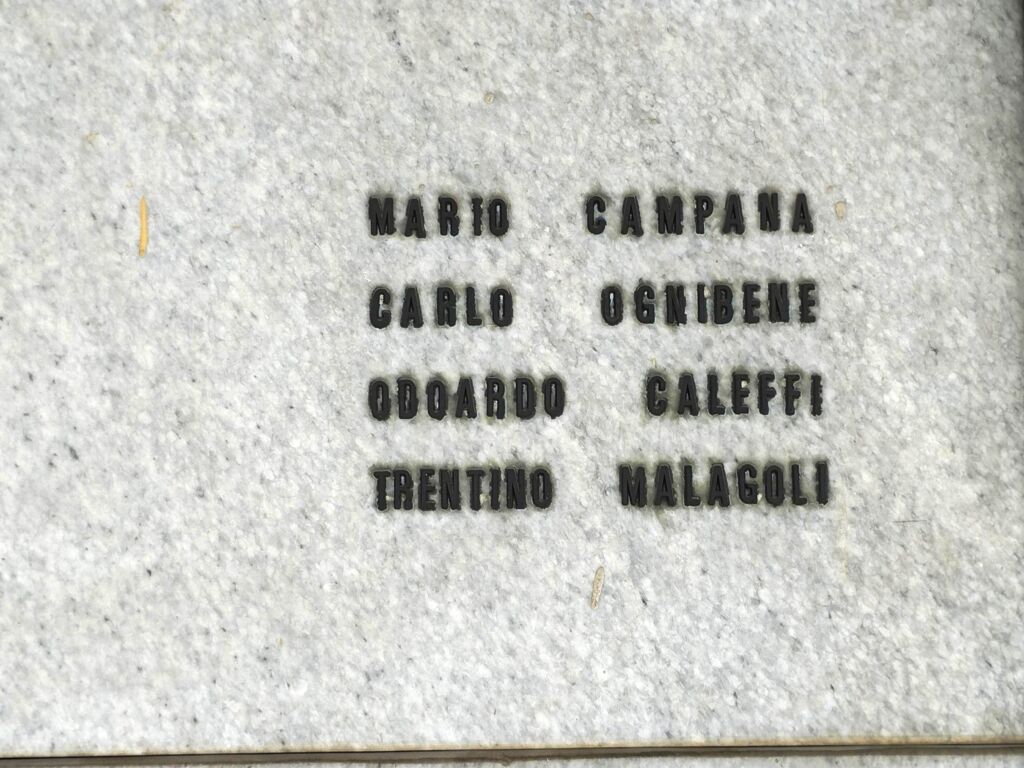 MARIO CAMPANA
CARLO OGNIBENE
ODOARDO CALEFFI
TRENTINO MALAGOLI